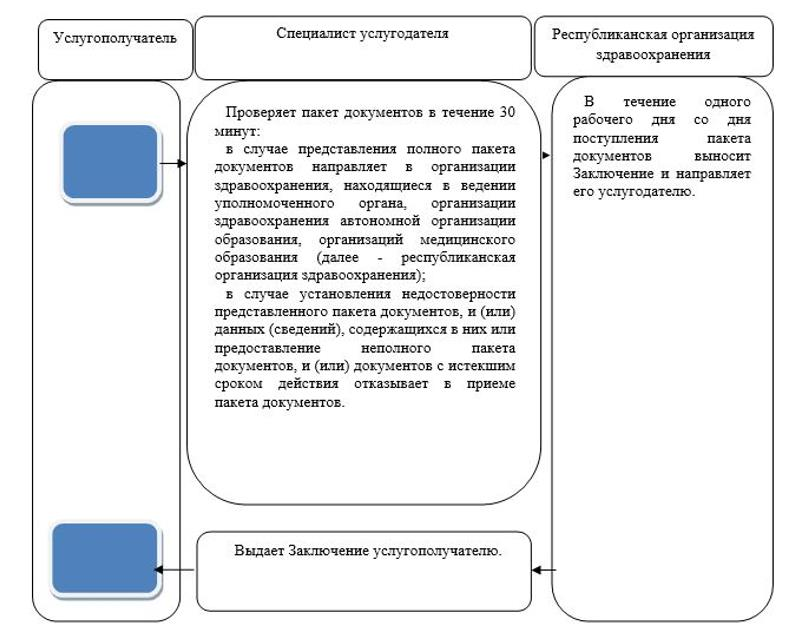 Услугополучатель
Специалист услугодателя
Республиканская организация
здравоохранения
Проверяет пакет документов в течение 30
минут:
в случае представления полного пакета
документов направляет в организации
здравоохранения, находящиеся в ведении
уполномоченного органа, организации
здравоохранения автономной организации
образования, организаций медицинского
образования (далее - республиканская
организация здравоохранения);
в случае установления недостоверности
представленного пакета документов, и (или)
данных (сведений), содержащихся в них или
предоставление неполного пакета
документов, и (или) документов с истекшим
сроком действия отказывает в приеме
пакета документов.
В течение одного
рабочего дня со дня
поступления пакета
документов выносит
Заключение и направляет
его услугодателю.
Выдает Заключение услугополучателю.